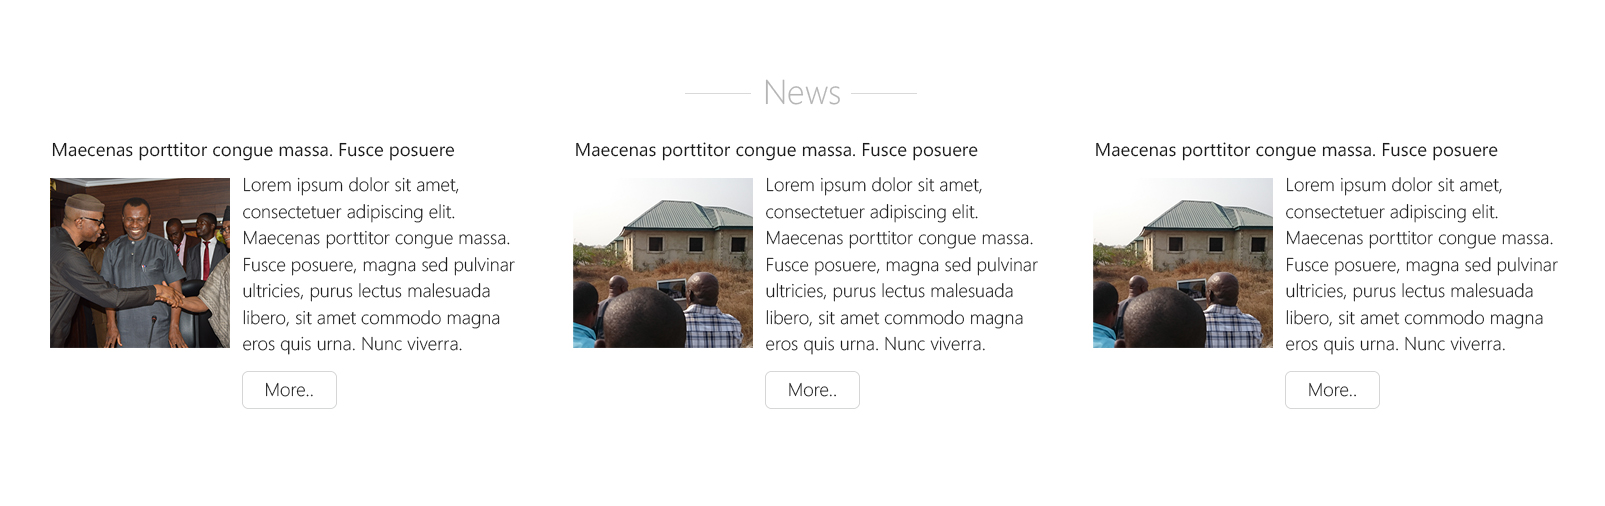 News
Maecenas porttitor congue massa. Fusce posuere
Lorem ipsum dolor sit amet,
consectetuer adipiscing elit.
Maecenas porttitor congue massa.
Fusce posuere, magna sed pulvinar
ultricies, purus lectus malesuada
libero, sit amet commodo magna
eros quis urna. Nunc viverra.
More..
Maecenas porttitor congue massa. Fusce posuere
Lorem ipsum dolor sit amet,
consectetuer adipiscing elit.
Maecenas porttitor congue massa.
Fusce posuere, magna sed pulvinar
ultricies, purus lectus malesuada
libero, sit amet commodo magna
eros quis urna. Nunc viverra.
More..
Maecenas porttitor congue massa. Fusce posuere
Lorem ipsum dolor sit amet,
consectetuer adipiscing elit.
Maecenas porttitor congue massa.
Fusce posuere, magna sed pulvinar
ultricies, purus lectus malesuada
libero, sit amet commodo magna
eros quis urna. Nunc viverra.
More..